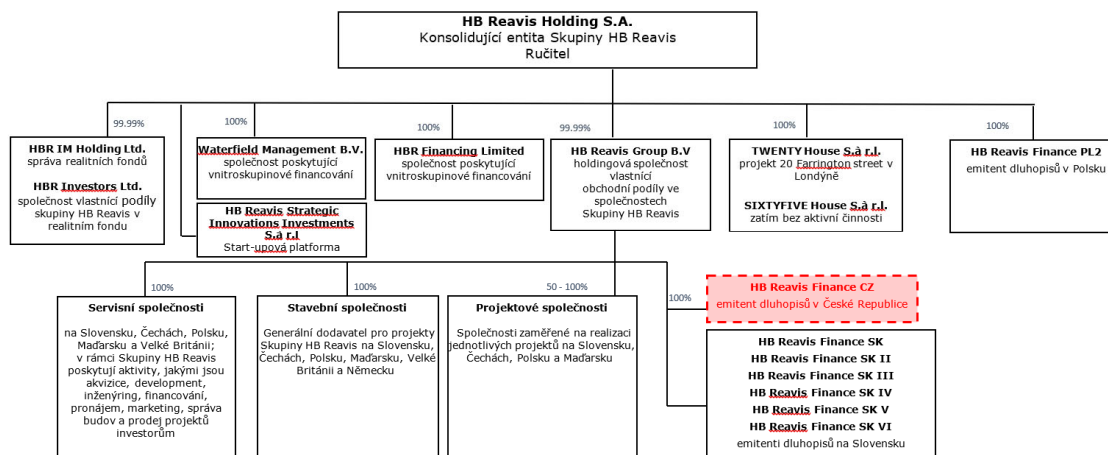 HB Reavis Holding S.A.
Konsolidující entita Skupiny HB Reavis
Ručitel
99.99%
100%
100%
99.99%
100%
100%
HBR IM Holding Ltd.
správa realitních fondů
HBR Investors Ltd.
společnost vlastnící podíly
skupiny HB Reavis v
realitním fondu
Waterfield Management B.V.
společnost poskytující
vnitroskupinové financování
HB Reavis Strategic
Innovations Investments
S.à r.l
Start-upová platforma
HBR Financing Limited
společnost poskytující
vnitroskupinové financování
HB Reavis Group B.V
holdingová společnost
vlastnící
obchodní podíly ve
společnostech
Skupiny HB Reavis
TWENTY House S.à r.l.
projekt 20 Farrington street v
Londýně
SIXTYFIVE House S.à r.l.
zatím bez aktivní činnosti
HB Reavis Finance PL2
emitent dluhopisů v Polsku
100%
100%
50 - 100%
100%
Servisní společnosti
na Slovensku, Čechách, Polsku,
Maďarsku a Velké Británii;
v rámci Skupiny HB Reavis
poskytují aktivity, jakými jsou
akvizice, development,
inženýring, financování,
pronájem, marketing, správa
budov a prodej projektů
investorům
Stavební společnosti
Generální dodavatel pro projekty
Skupiny HB Reavis na Slovensku,
Čechách, Polsku, Maďarsku, Velké
Británii a Německu
Projektové společnosti
Společnosti zaměřené na realizaci
jednotlivých projektů na Slovensku,
Čechách, Polsku a Maďarsku
HB Reavis Finance CZ
emitent dluhopisů v České Republice
HB Reavis Finance SK
HB Reavis Finance SK II
HB Reavis Finance SK III
HB Reavis Finance SK IV
HB Reavis Finance SK V
HB Reavis Finance SK VI
emitenti dluhopisů na Slovensku